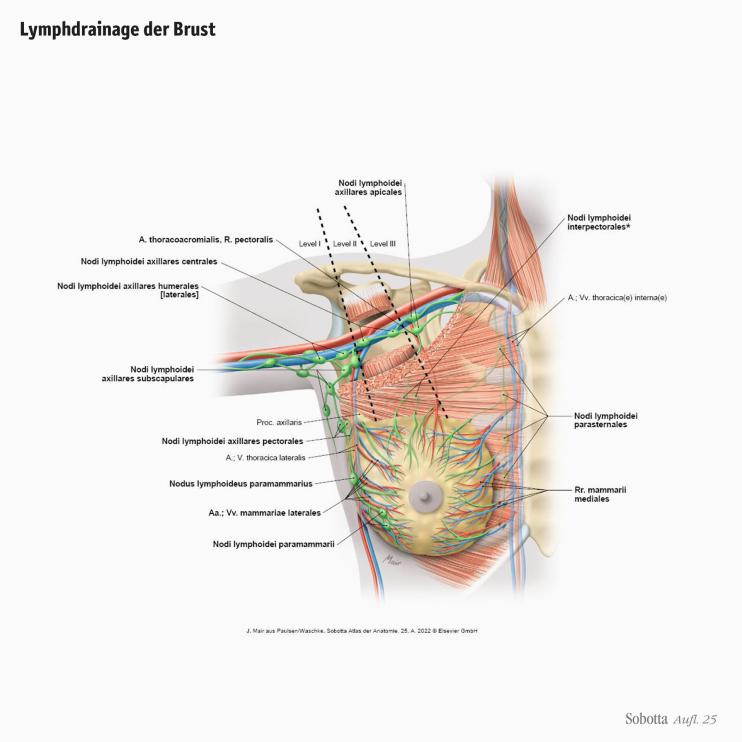 Lymphdrainage der Brust
Nodi lymphoidei
axillares apicales
Nodi lymphoidei
interpectorales*
A. thoracoacromialis, R. pectoralis
Level I
Level II
Level III
Nodi lymphoidei axillares centrales
Nodi lymphoidei axillares humerales
[laterales]
A.; Vv. thoracica(e) interna(e)
Nodi lymphoidei
axillares subscapulares
Proc. axillaris
Nodi lymphoidei
parasternales
Nodi lymphoidei axillares pectorales
A.; V. thoracica lateralis
Nodus lymphoideus paramammarius
Rr. mammarii
mediales
Aa.; Vv. mammariae laterales
Nodi lymphoidei paramammarii
Mair
J. Mair aus Paulsen/Waschke, Sobotta Atlas der Anatomie, 25. A. 2022 © Elsevier GmbH
Sobotta Aufl. 25